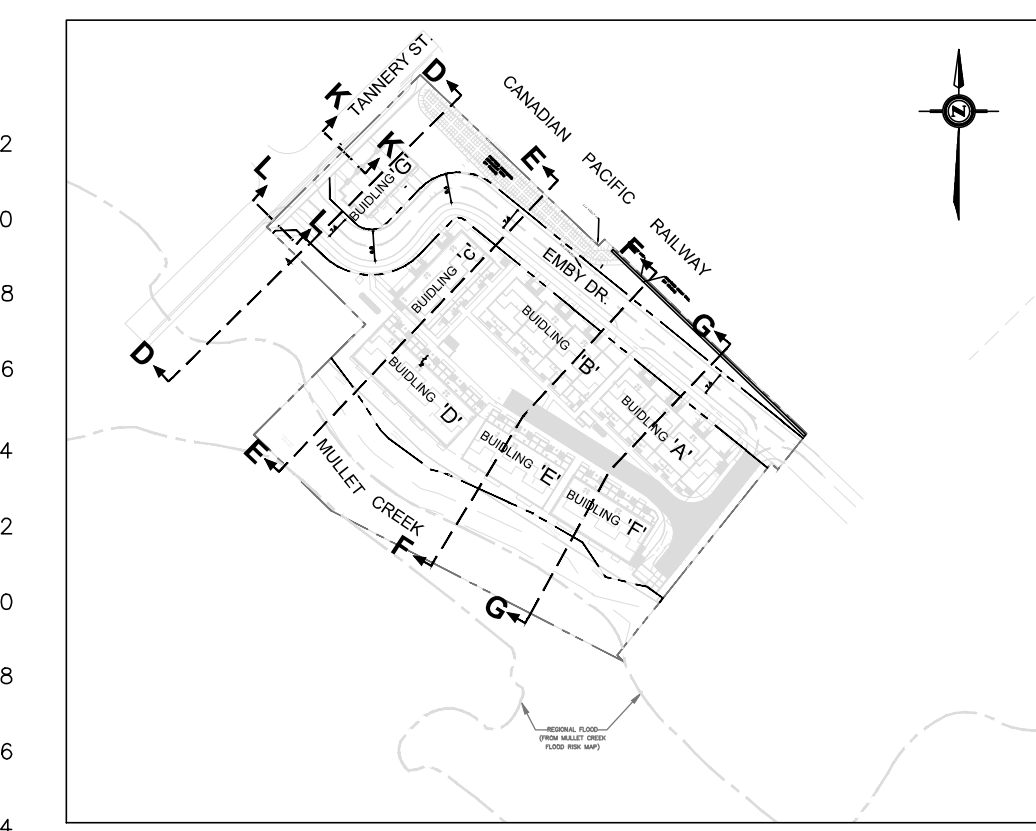 TANNERY ST.
D
CANADIAN PACIFIC RAILWAY
K
K
L
L
E
BUIDLING 'G'
F
EMBY DR.
BUIDLING 'C'
G
BUIDLING 'B'
D
BUIDLING 'D'
BUIDLING 'A'
E
MULLET CREEK
BUIDLING 'E'
BUIDLING 'F'
F
G
REGIONAL FLOOD
(FROM MULLET CREEK
FLOOD RISK MAP)
N
2
0
8
6
4
2
0
8
6
4